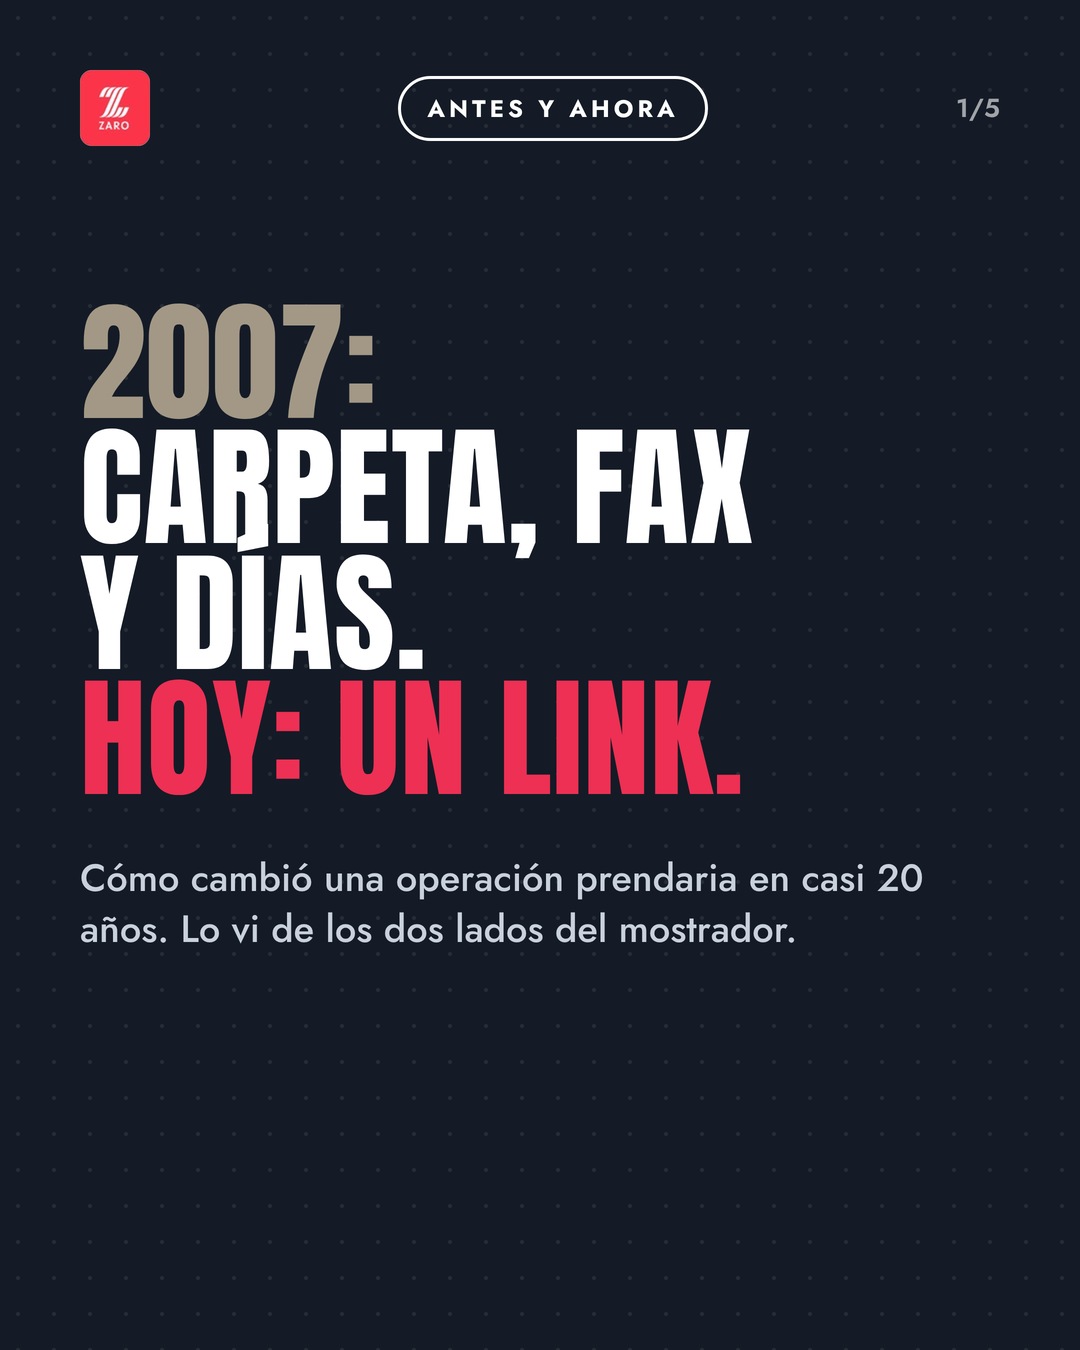 ZARO
ANTES Y AHORA
1/5
2007:
CARPETA, FAX
Y DÍAS.
HOY: UN LINK.
Cómo cambió una operación prendaria en casi 20
años. Lo vi de los dos lados del mostrador.